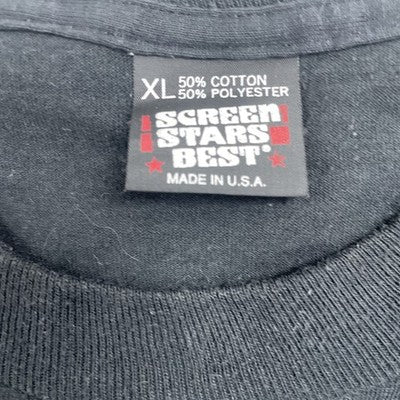 XL 50% COTTON
50% POLYESTER
SCREEN
STARS
BEST®
MADE IN U.S.A.